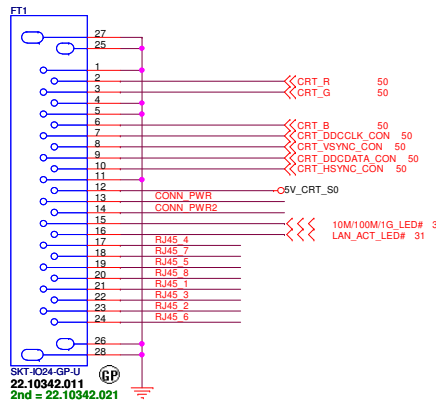 FT1
27
25
1
2 CRT_R 50
3 CRT_G 50
4
5
6 CRT_B 50
7 CRT_DDCCLK_CON 50
8 CRT_VSYNC_CON 50
9 CRT_DDCDATA_CON 50
10 CRT_HSYNC_CON 50
11
12 5V_CRT_S0
13 CONN_PWR
14 CONN_PWR2
15 10M/100M/1G_LED# 3
16 LAN_ACT_LED# 31
17 RJ45_4
18 RJ45_7
19 RJ45_5
20 RJ45_8
21 RJ45_1
22 RJ45_3
23 RJ45_2
24 RJ45_6
26
28
SKT-IO24-GP-U
22.10342.011 GP
2nd = 22.10342.021